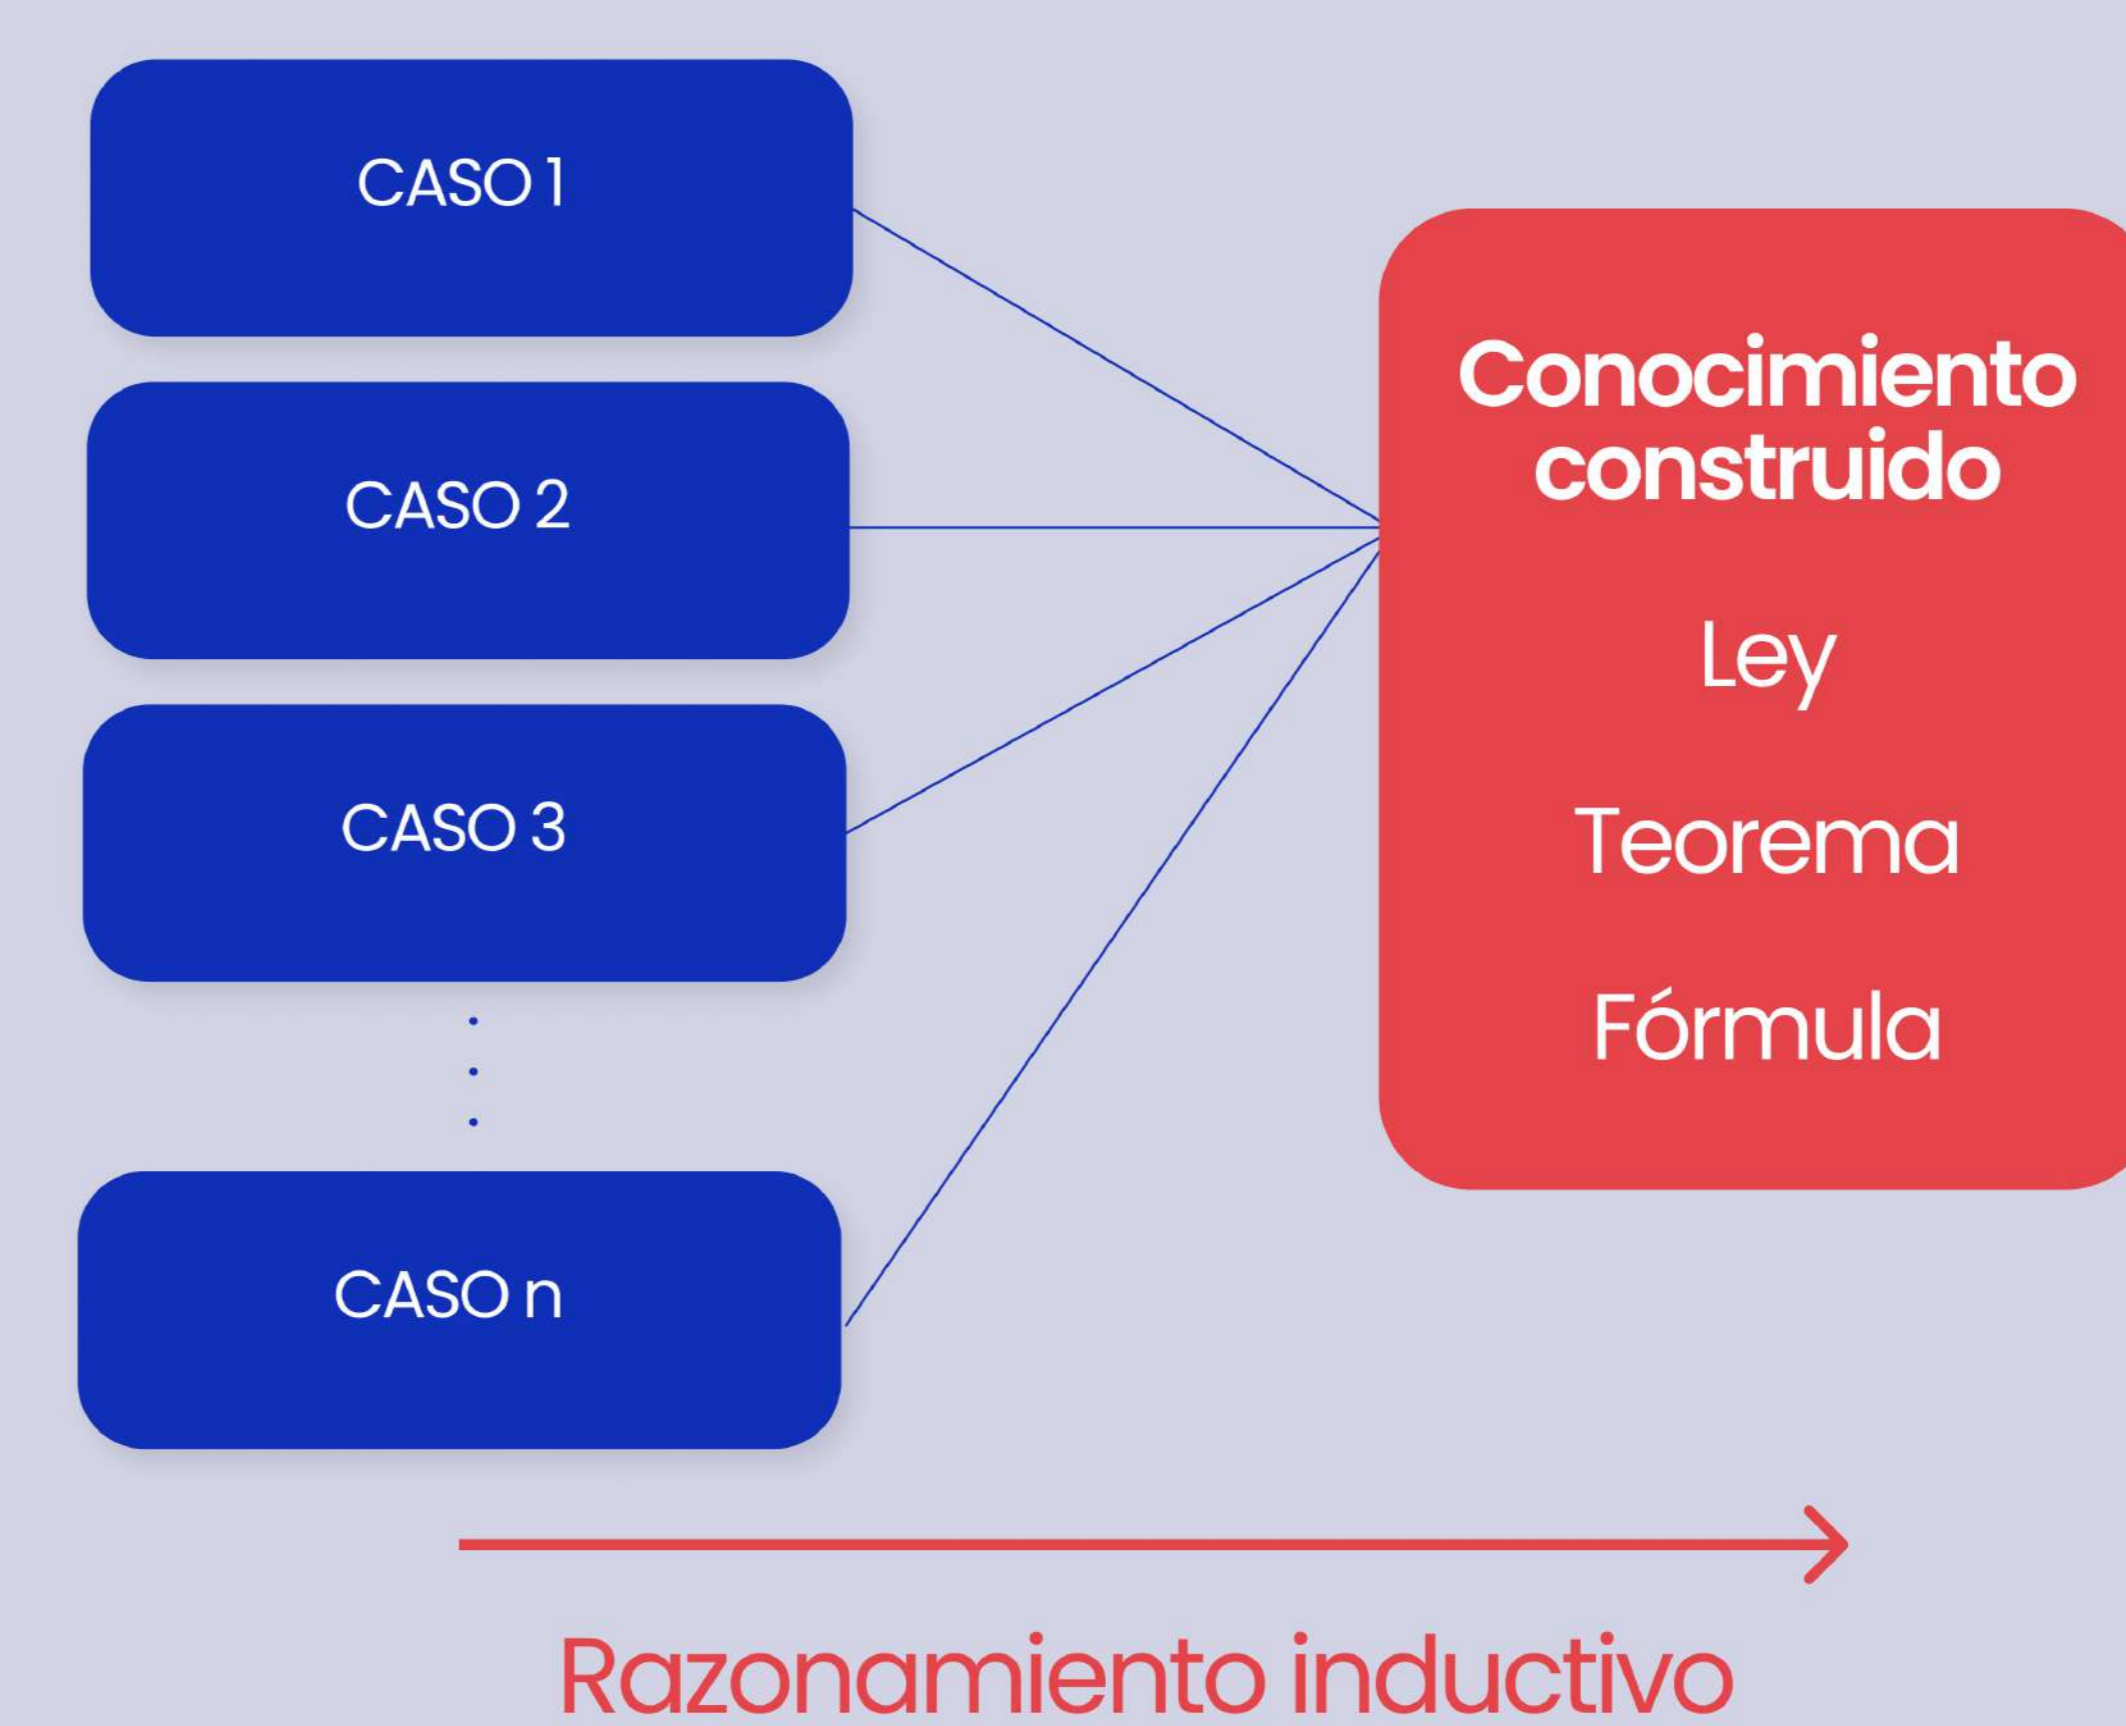 CASO 1
CASO 2
CASO 3
CASO n
Conocimiento
construido
Ley
Teorema
Fórmula
Razonamiento inductivo